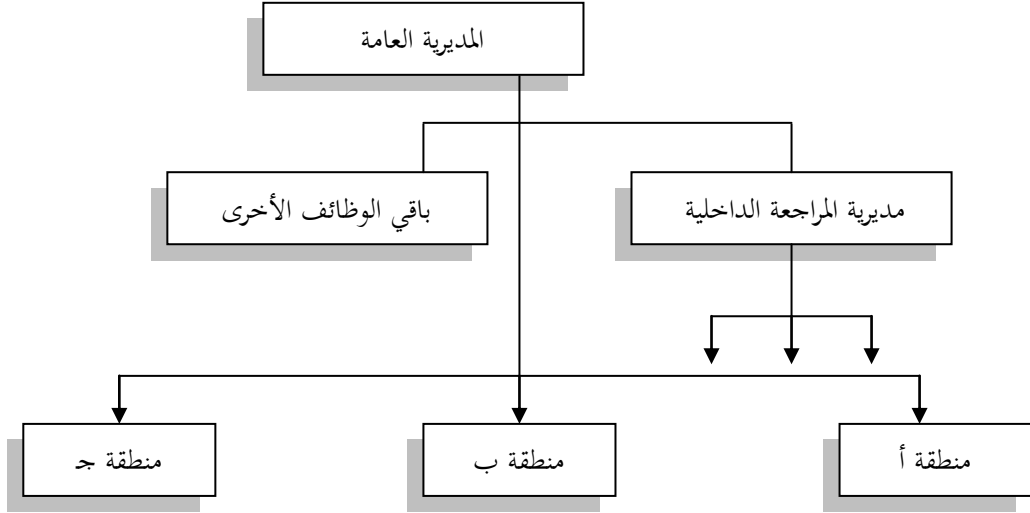 المديرية العامة
مديرية المراجعة الداخلية
باقي الوظائف الأخرى
منطقة أ
منطقة ب
منطقة جـ